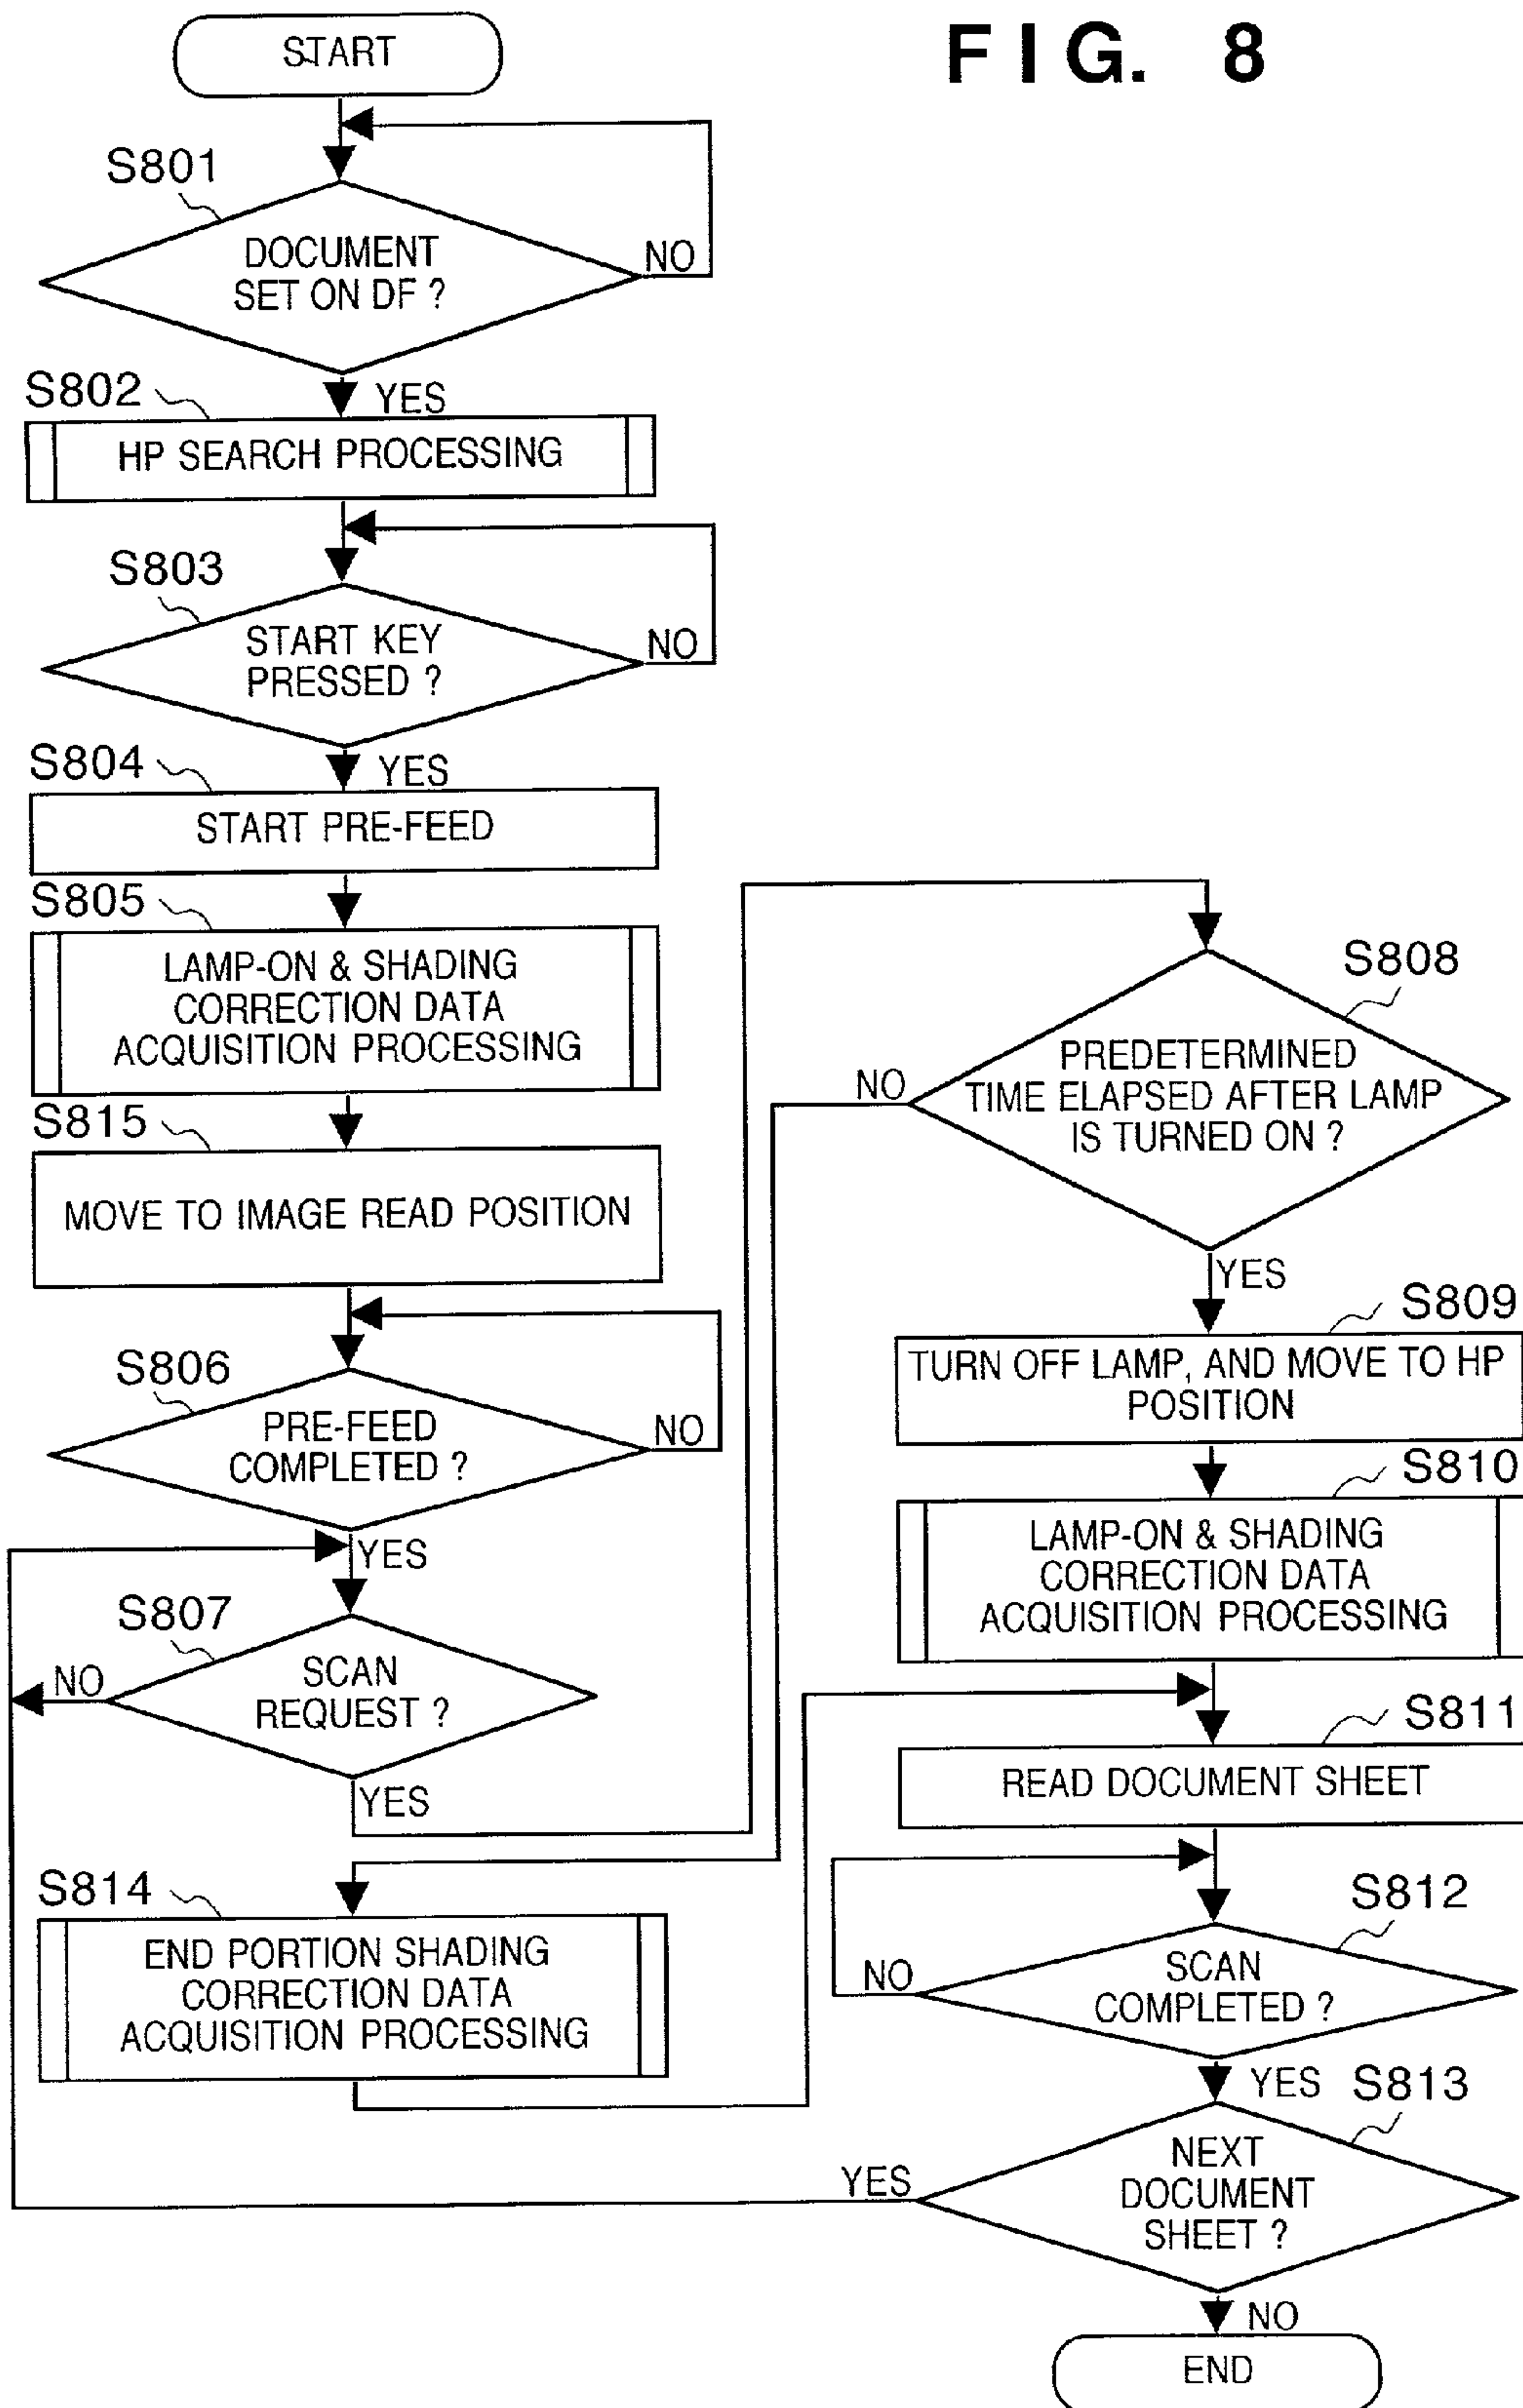 FIG. 8
START
S801
DOCUMENT
SET ON DF ?
NO
YES
S802
HP SEARCH PROCESSING
S803
START KEY
PRESSED ?
NO
YES
S804
START PRE-FEED
S805
LAMP-ON & SHADING
CORRECTION DATA
ACQUISITION PROCESSING
S815
MOVE TO IMAGE READ POSITION
S806
PRE-FEED
COMPLETED ?
NO
YES
S807
SCAN
REQUEST ?
NO
YES
S814
END PORTION SHADING
CORRECTION DATA
ACQUISITION PROCESSING
S808
PREDETERMINED
TIME ELAPSED AFTER LAMP
IS TURNED ON ?
NO
YES
S809
TURN OFF LAMP, AND MOVE TO HP
POSITION
S810
LAMP-ON & SHADING
CORRECTION DATA
ACQUISITION PROCESSING
S811
READ DOCUMENT SHEET
S812
SCAN
COMPLETED ?
NO
YES
S813
NEXT
DOCUMENT
SHEET ?
YES
NO
END